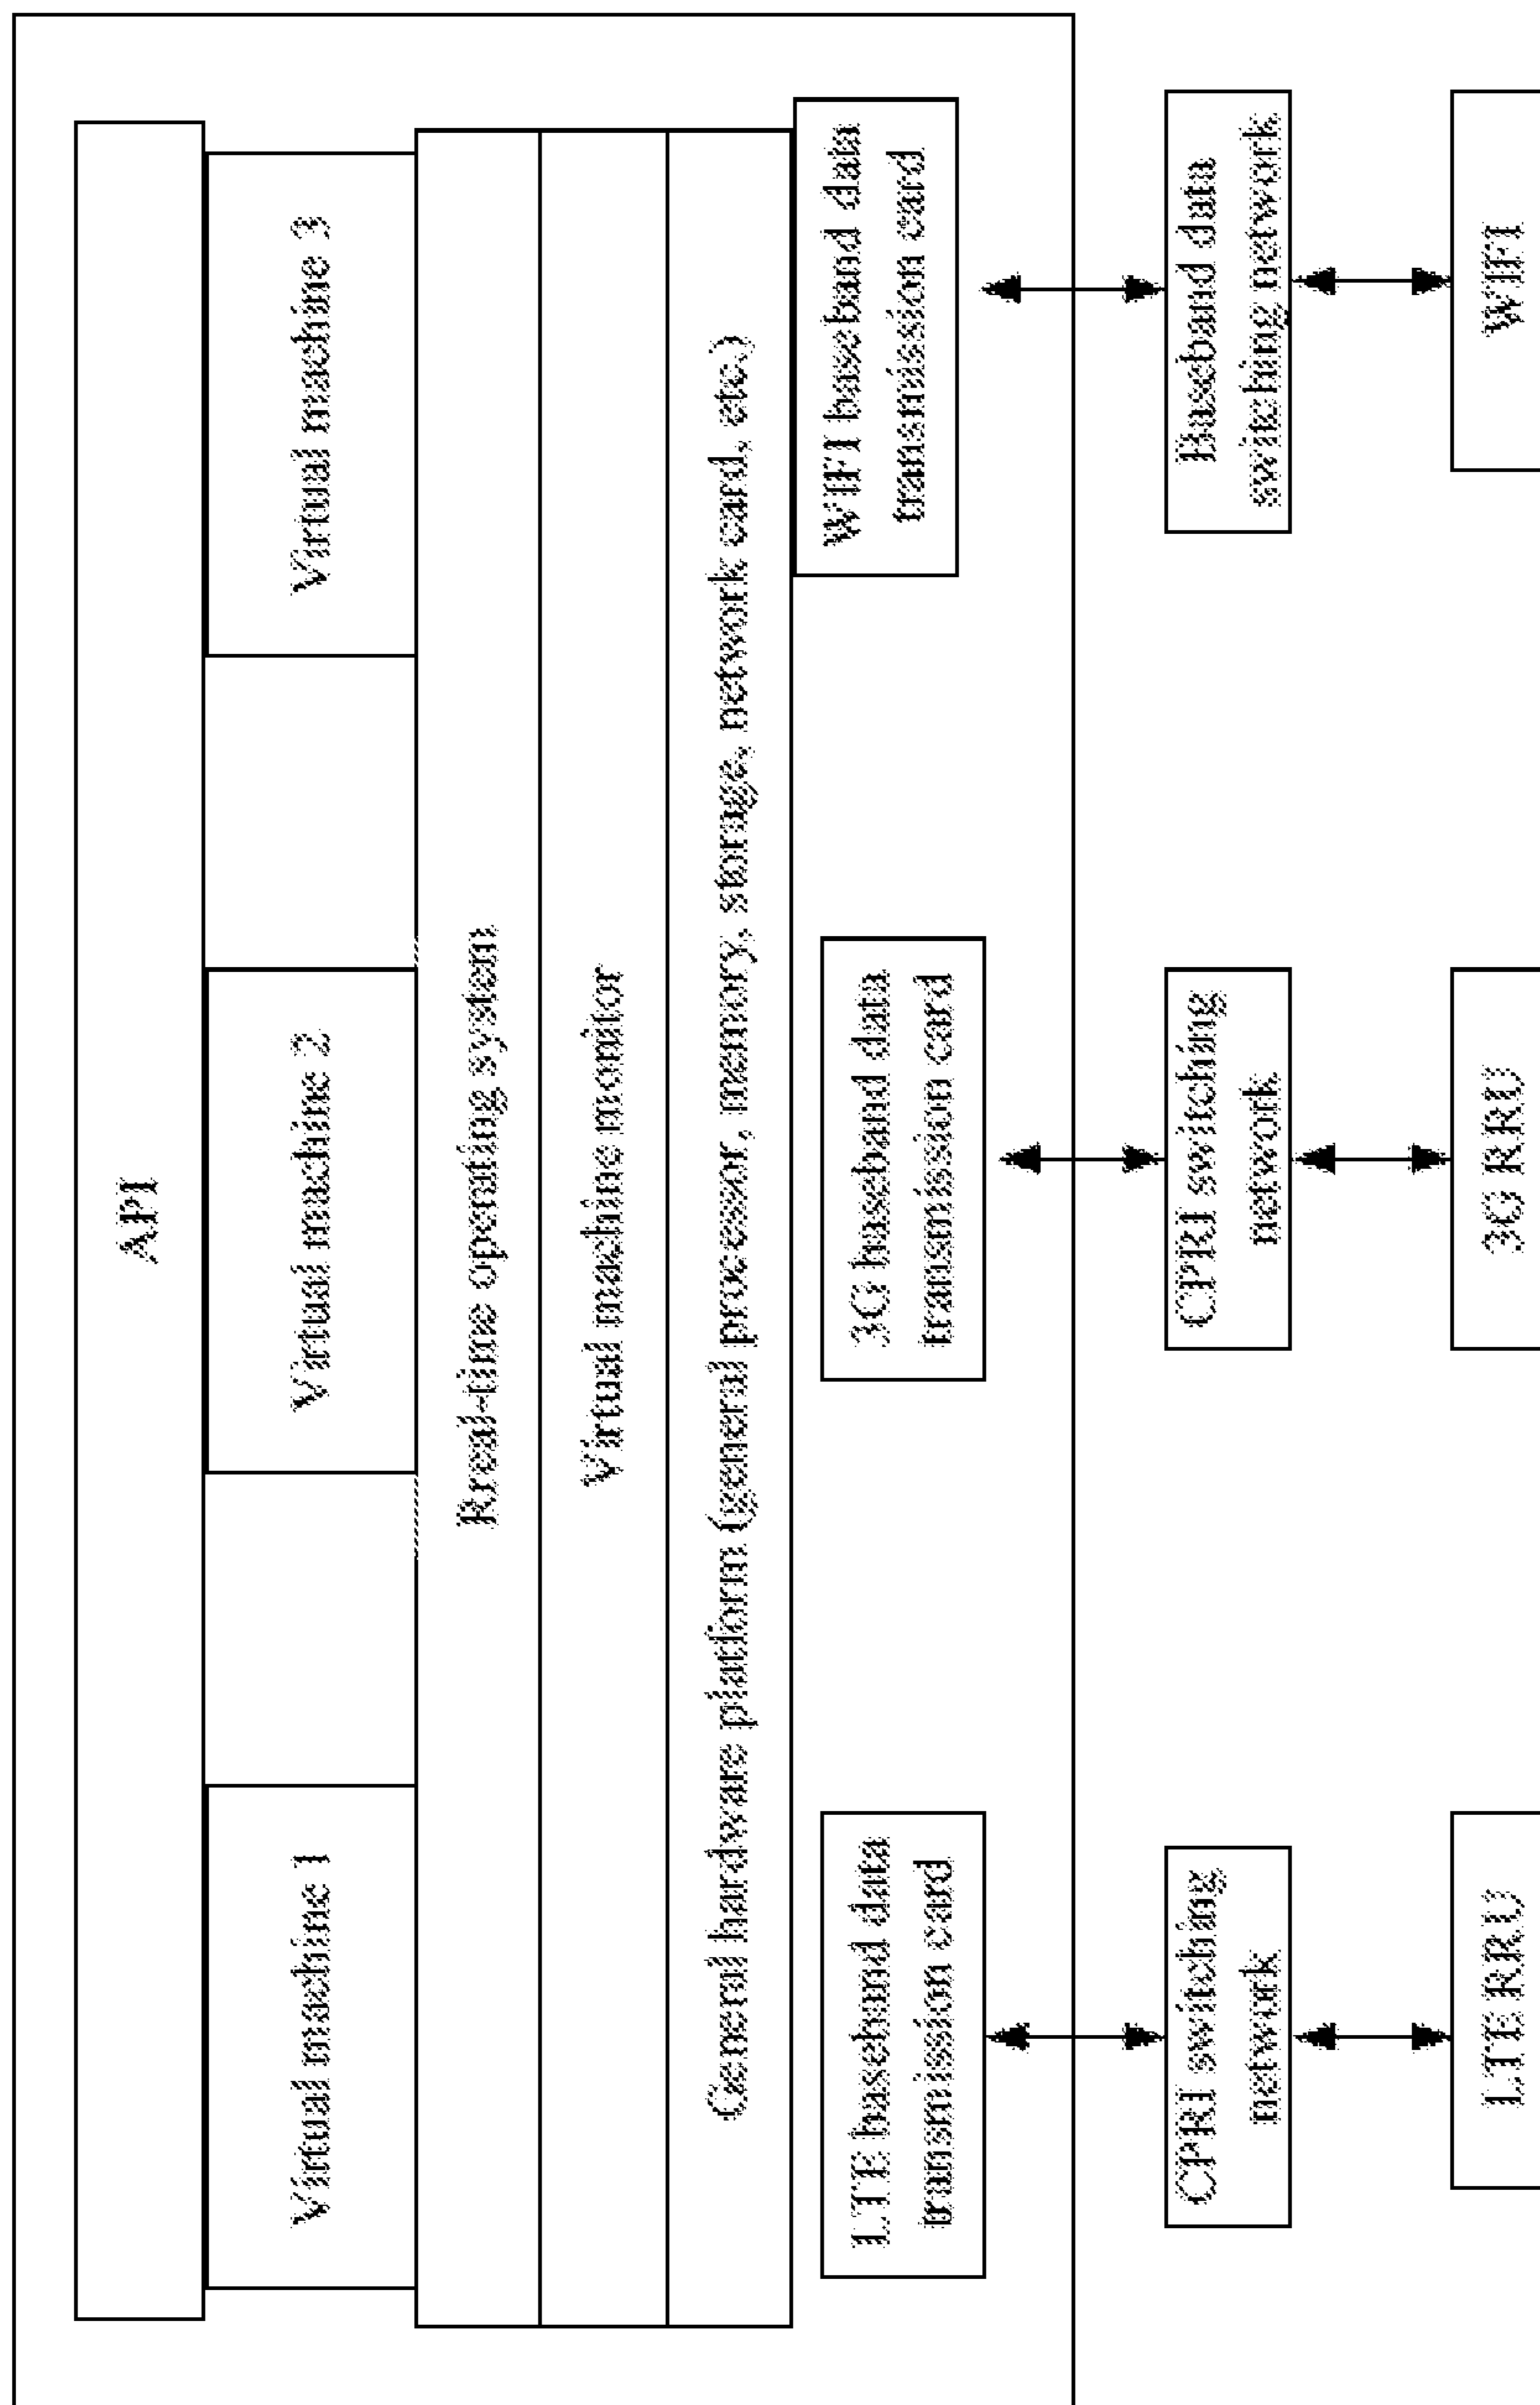 API
Virtual machine 1
Virtual machine 2
Virtual machine 3
Rreal-time operating system
Virtual machine monitor
General hardware platform (general processor, memory, storage, network card, etc.)
LTE baseband data
transmission card
3G baseband data
transmission card
WIFI baseband data
transmission card
CPRI switching
network
CPRI switching
network
Baseband data
switching network
LTE RRU
3G RRU
WIFI